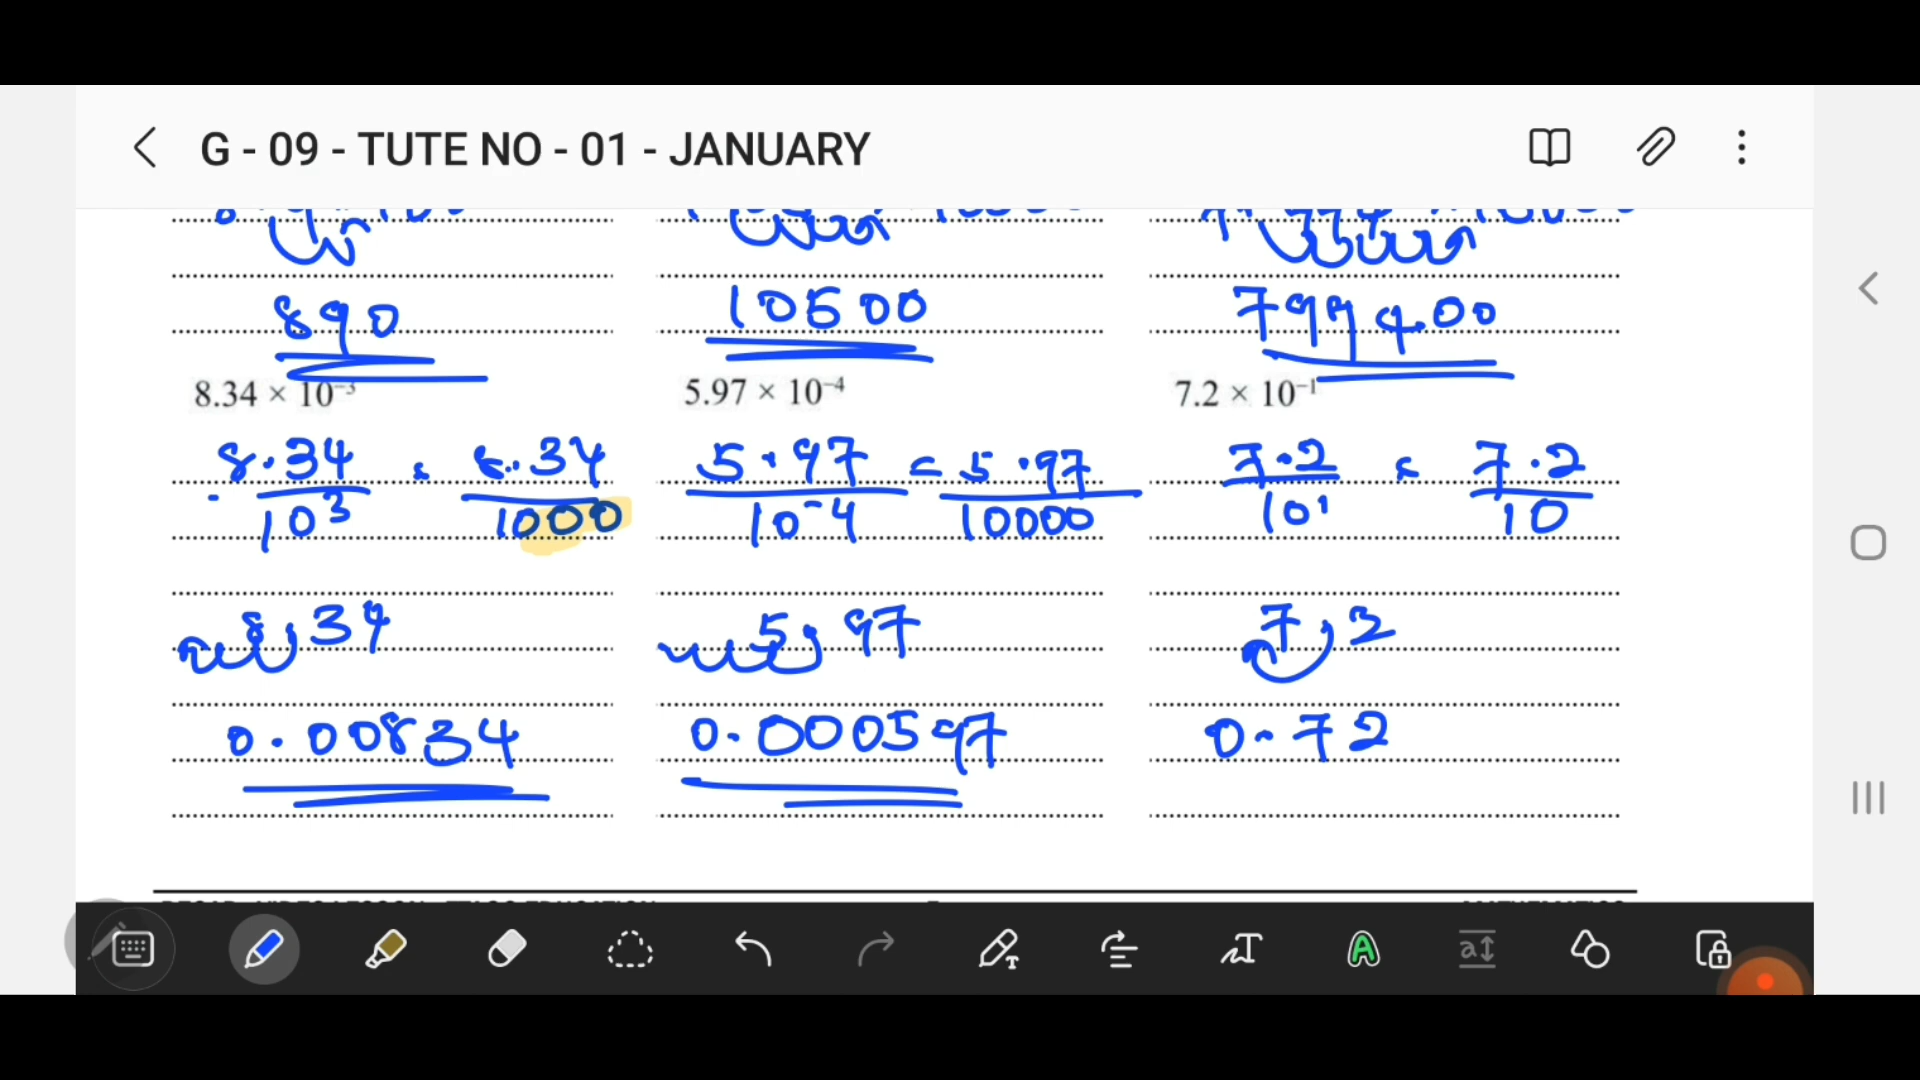 G - 09 - TUTE NO - 01 - JANUARY
890 10500 799400
8.34 × 10⁻³ 5.97 × 10⁻⁴ 7.2 × 10⁻¹
8.34 = 8.34 5.97 = 5.97 7.2 = 7.2
10³ 1000 10⁻⁴ 10000 10¹ 10
8.34 5.97 7.2
0.00834 0.000597 0.72